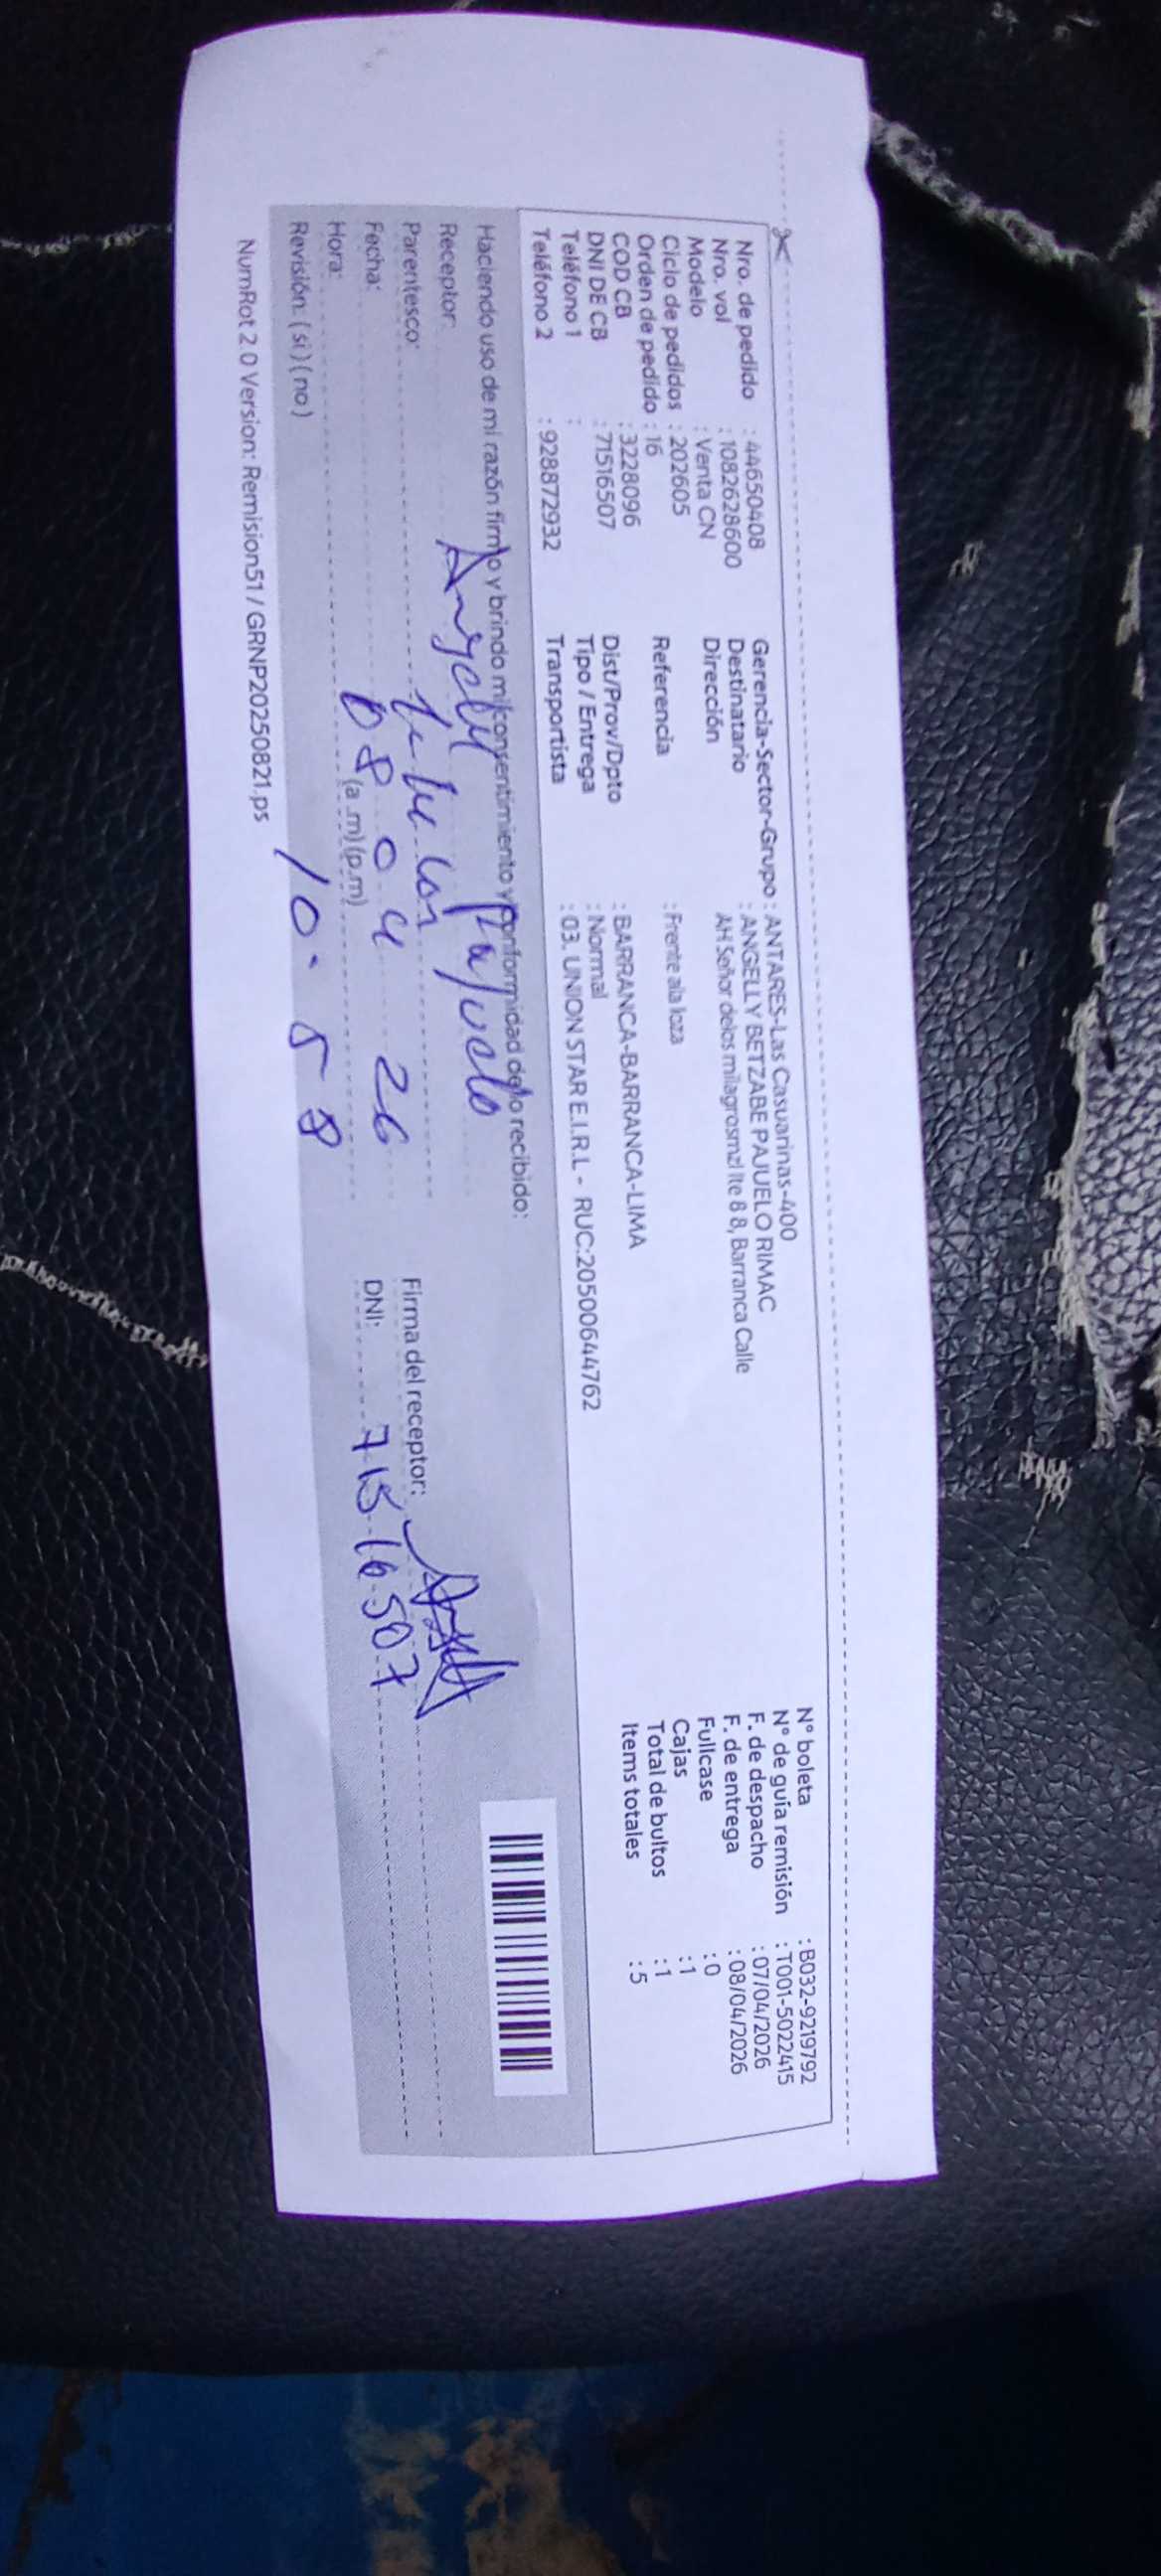 Nro. de pedido : 44650408
Nro. vol : 1082628600
Modelo : Venta CN
Ciclo de pedidos : 202605
Orden de pedido : 16
COD CB : 3228096
DNI DE CB : 71516507
Teléfono 1 :
Teléfono 2 : 928872932
Gerencia-Sector-Grupo : ANTARES-Las Casuarinas-400
Destinatario : ANGELLY BETZABE PAJUELO RIMAC
Dirección AH Señor delos milagrosmzl lte 8 8, Barranca Calle
Referencia : Frente ala loza
Dist/Prov/Dpto : BARRANCA-BARRANCA-LIMA
Tipo / Entrega : Normal
Transportista : 03. UNION STAR E.I.R.L - RUC:20500644762
N° boleta : B032-9219792
N° de guía remisión : T001-5022415
F. de despacho : 07/04/2026
F. de entrega : 08/04/2026
Fullcase : 0
Cajas : 1
Total de bultos : 1
Items totales : 5
Haciendo uso de mi razón firmo y brindo mi consentimiento y conformidad de lo recibido:
Receptor: Angelly Pajuelo
Parentesco:
Fecha: 08 04 26
Hora: (a.m)(p.m) 10:58
Revisión: (si) (no)
Firma del receptor:
DNI: 71516507
NumRot 2.0 Version: Remision51 / GRNP20250821.ps